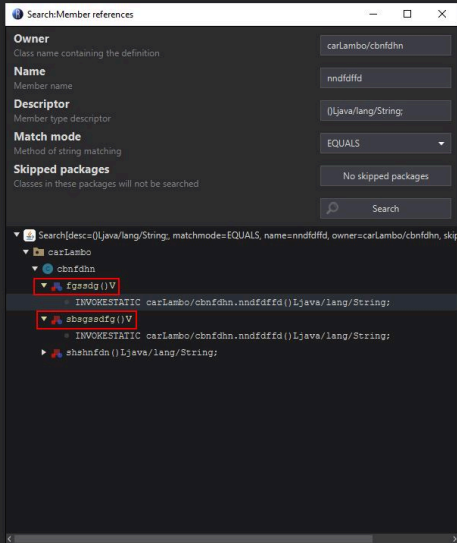 Search:Member references
Owner
Class name containing the definition
carLambo/cbnfdhn
Name
Member name
nndfdffd
Descriptor
Member type descriptor
()Ljava/lang/String;
Match mode
Method of string matching
EQUALS
Skipped packages
Classes in these packages will not be searched
No skipped packages
Search
Search[desc=()Ljava/lang/String;, matchmode=EQUALS, name=nndfdffd, owner=carLambo/cbnfdhn, skip
carLambo
cbnfdhn
fgssdg()V
INVOKESTATIC carLambo/cbnfdhn.nndfdffd()Ljava/lang/String;
sbsgssdfg()V
INVOKESTATIC carLambo/cbnfdhn.nndfdffd()Ljava/lang/String;
shshnfdn()Ljava/lang/String;